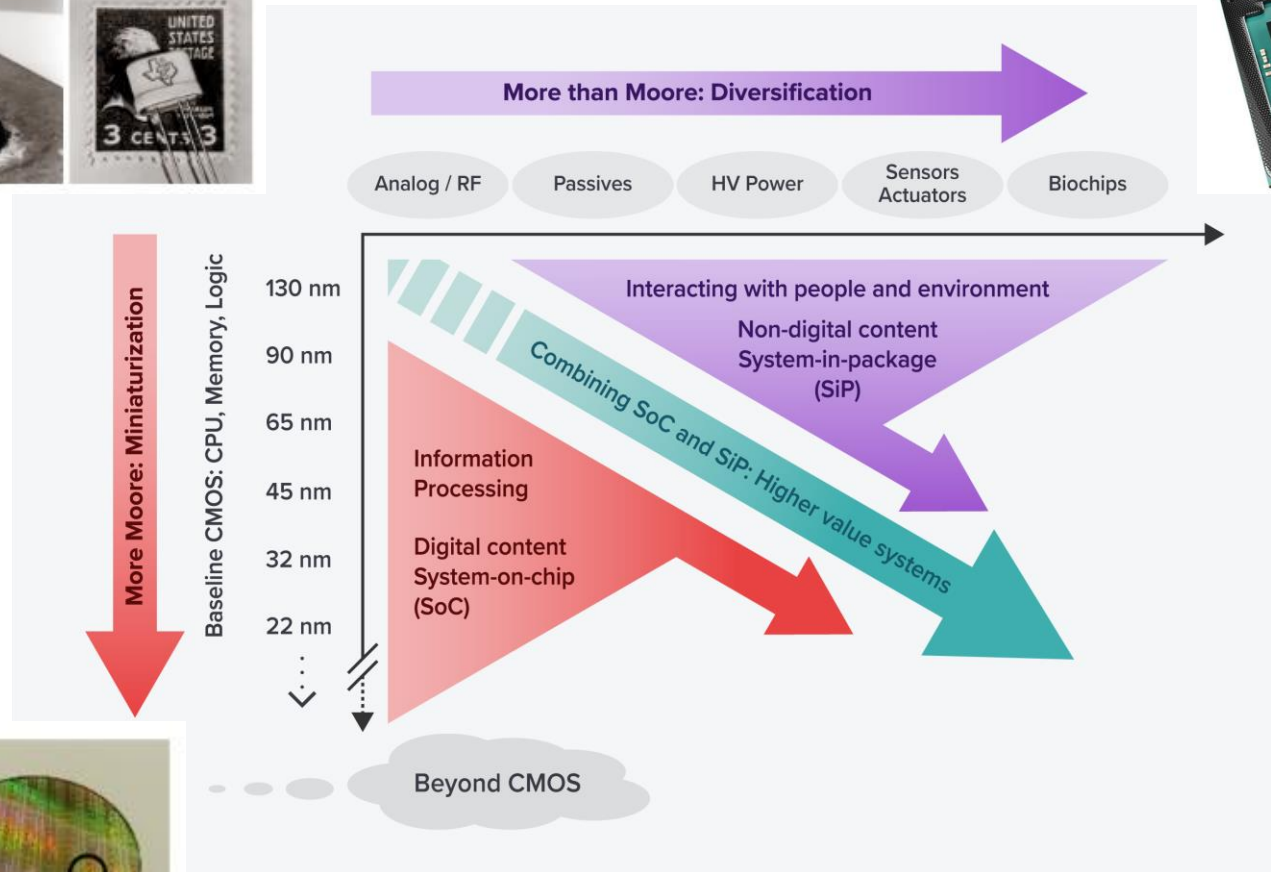 UNITED
STATES
POSTAGE
3 CENTS 3
More than Moore: Diversification
Analog / RF
Passives
HV Power
Sensors
Actuators
Biochips
More Moore: Miniaturization
Baseline CMOS: CPU, Memory, Logic
130 nm
90 nm
65 nm
45 nm
32 nm
22 nm
Interacting with people and environment
Non-digital content
System-in-package
(SiP)
Combining SoC and SiP: Higher value systems
Information
Processing
Digital content
System-on-chip
(SoC)
Beyond CMOS